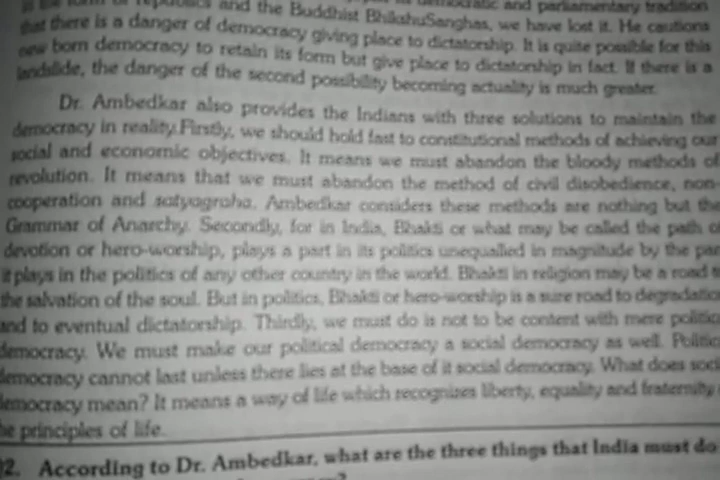 and the Buddhist BhikshuSanghas, we have lost it. He cautions
that there is a danger of democracy giving place to dictatorship. It is quite possible for this
new born democracy to retain its form but give place to dictatorship in fact. If there is a
landslide, the danger of the second possibility becoming actuality is much greater.
Dr. Ambedkar also provides the Indians with three solutions to maintain the
democracy in reality.Firstly, we should hold fast to constitutional methods of achieving our
social and economic objectives. It means we must abandon the bloody methods of
revolution. It means that we must abandon the method of civil disobedience, non-
cooperation and satyagraha. Ambedkar considers these methods are nothing but the
Grammar of Anarchy. Secondly, for in India, Bhakti or what may be called the path of
devotion or hero-worship, plays a part in its politics unequalled in magnitude by the par
it plays in the politics of any other country in the world. Bhakti in religion may be a road t
the salvation of the soul. But in politics, Bhakti or hero-worship is a sure road to degradatio
and to eventual dictatorship. Thirdly, we must do is not to be content with mere politic
democracy. We must make our political democracy a social democracy as well. Politic
democracy cannot last unless there lies at the base of it social democracy. What does soci
democracy mean? It means a way of life which recognises liberty, equality and fraternity
he principles of life.
2. According to Dr. Ambedkar, what are the three things that India must do